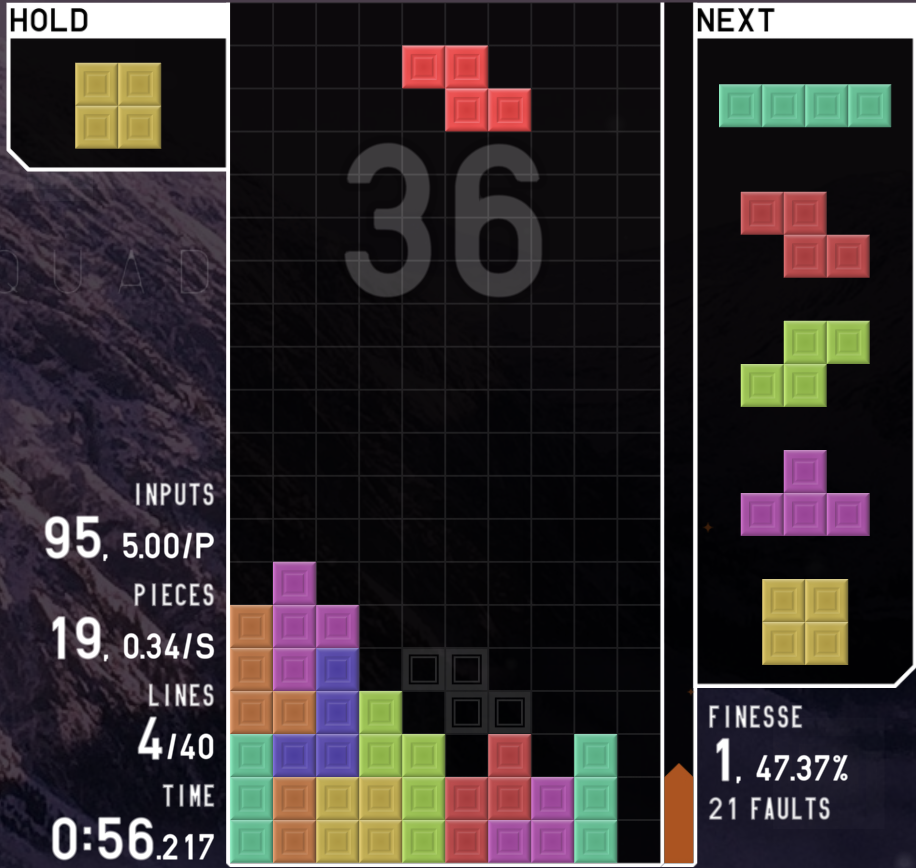 HOLD
NEXT
36
QUAD
INPUTS
95, 5.00/P
PIECES
19, 0.34/S
LINES
4/40
TIME
0:56.217
FINESSE
1, 47.37%
21 FAULTS